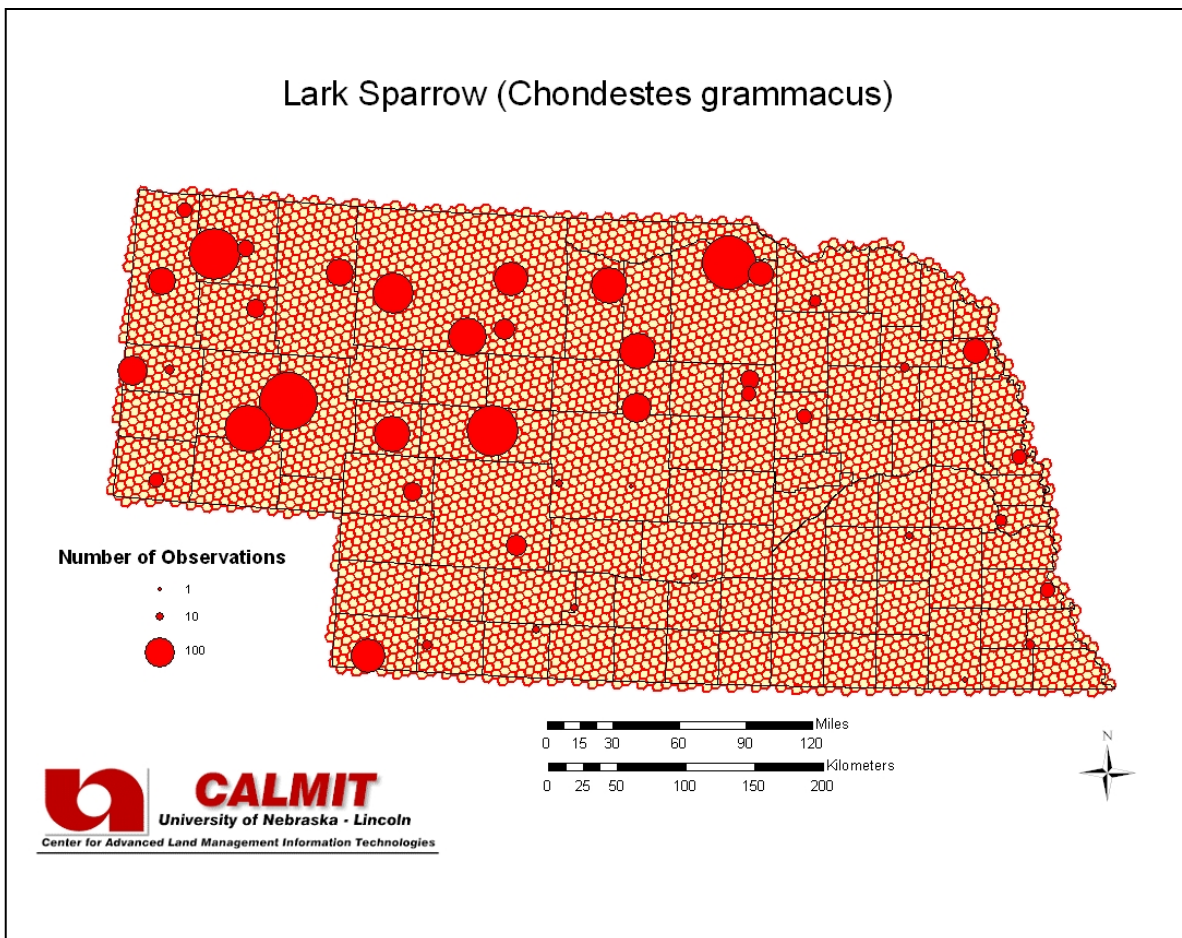 Lark Sparrow (Chondestes grammacus)
Number of Observations
1
10
100
Miles
0 15 30 60 90 120
Kilometers
0 25 50 100 150 200
N
CALMIT
University of Nebraska - Lincoln
Center for Advanced Land Management Information Technologies